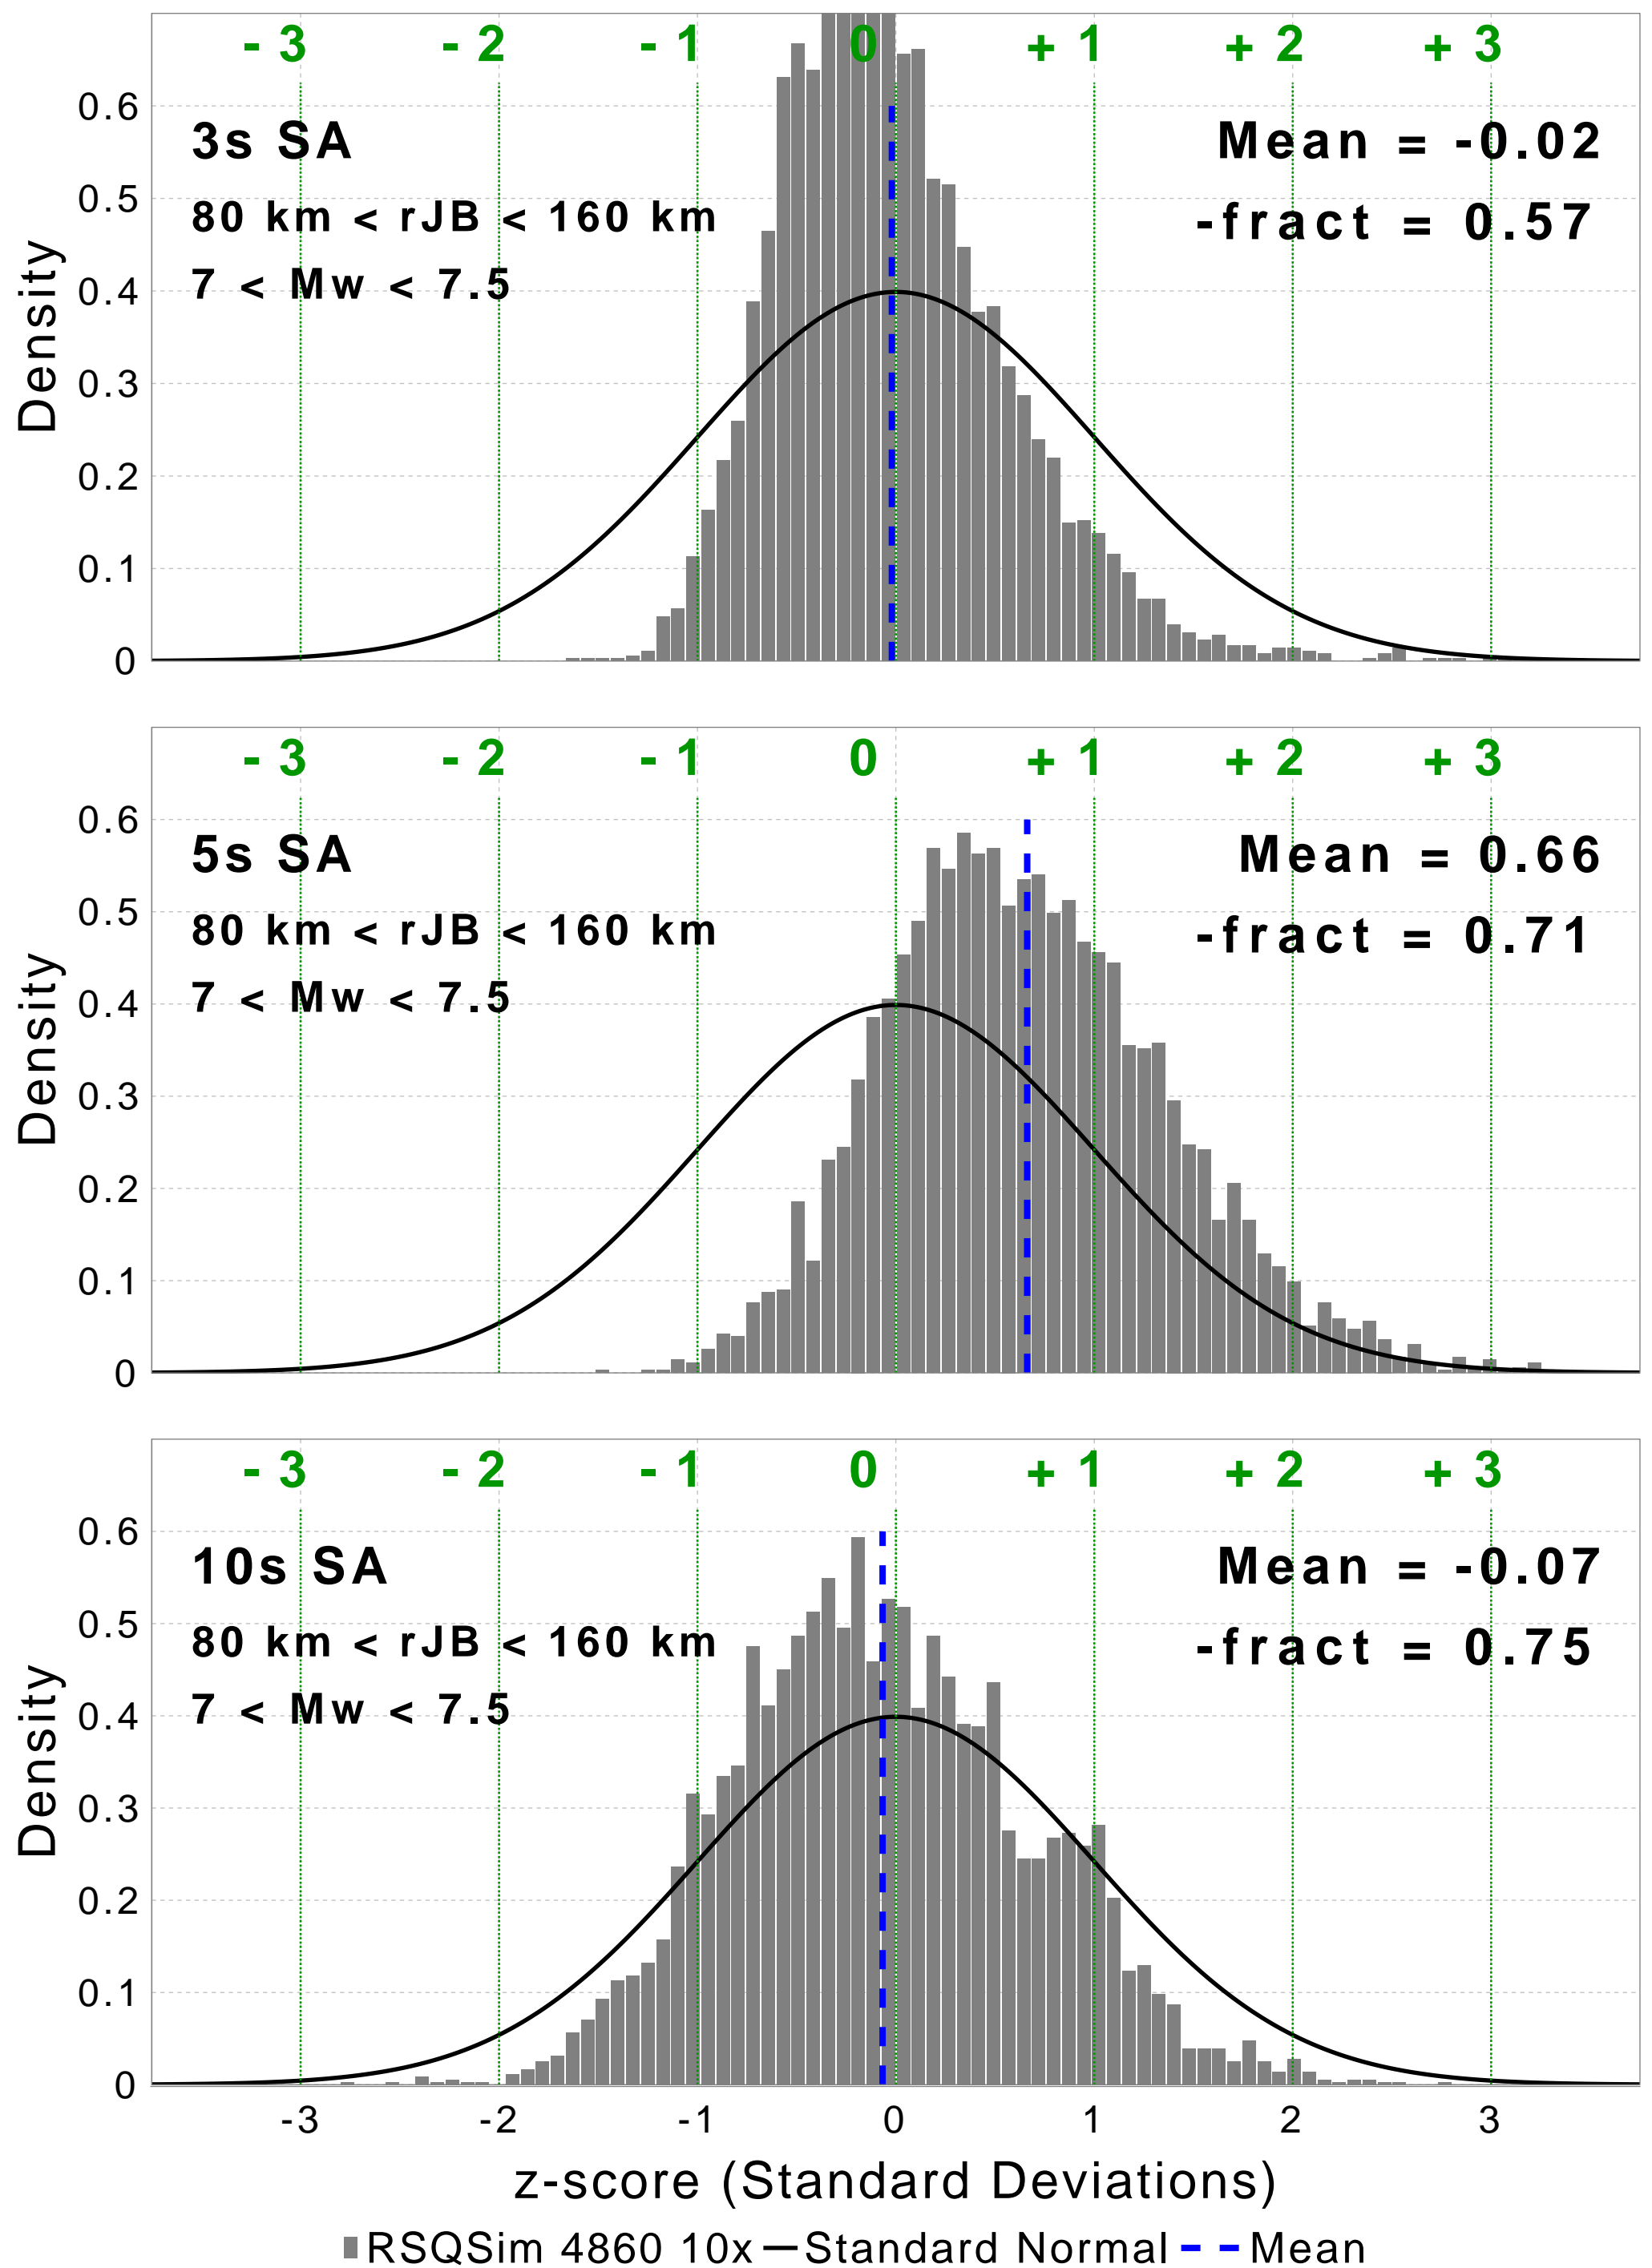 - 3 - 2 - 1 0 + 1 + 2 + 3
0.6
3s SA Mean = -0.02
0.5
80 km < rJB < 160 km -fract = 0.57
0.4
7 < Mw < 7.5
Density
0.3
0.2
0.1
0
- 3 - 2 - 1 0 + 1 + 2 + 3
0.6
5s SA Mean = 0.66
0.5
80 km < rJB < 160 km -fract = 0.71
0.4
7 < Mw < 7.5
Density
0.3
0.2
0.1
0
- 3 - 2 - 1 0 + 1 + 2 + 3
0.6
10s SA Mean = -0.07
0.5
80 km < rJB < 160 km -fract = 0.75
0.4
7 < Mw < 7.5
Density
0.3
0.2
0.1
0
-3 -2 -1 0 1 2 3
z-score (Standard Deviations)
RSQSim 4860 10x Standard Normal Mean